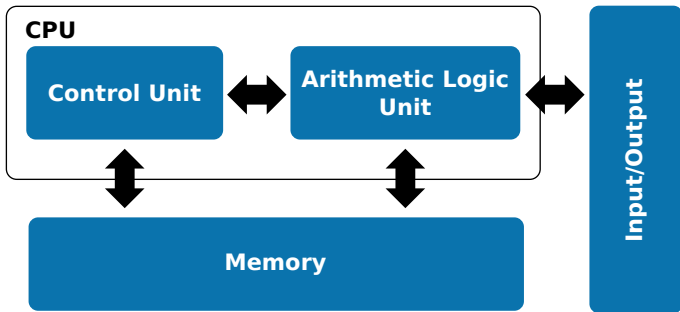 CPU
Control Unit
Arithmetic Logic
Unit
Input/Output
Memory